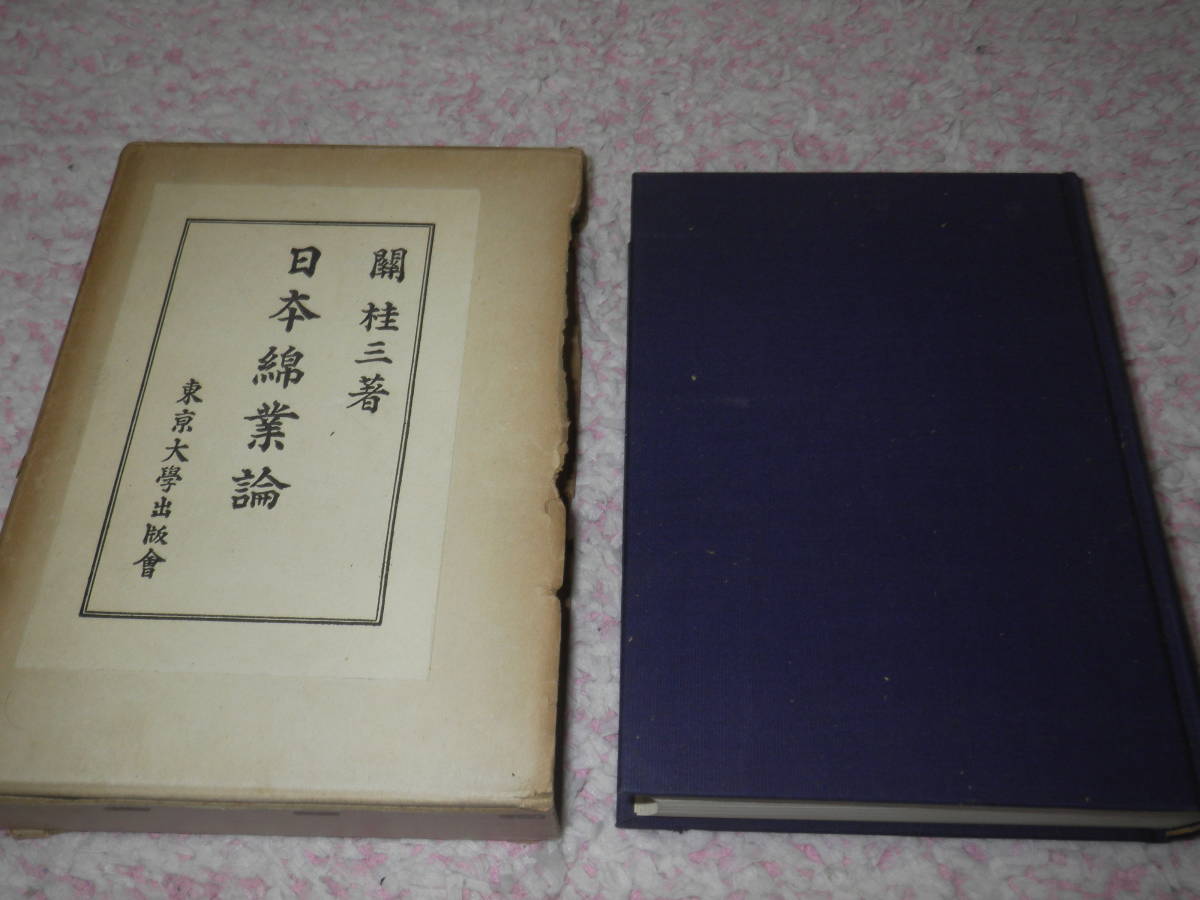 關桂三著
日本綿業論
東京大學出版會